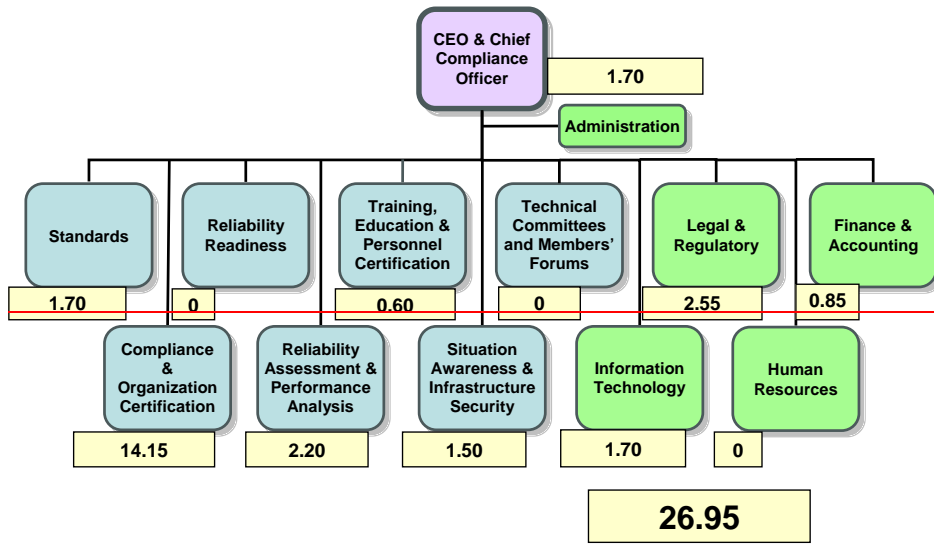 CEO & Chief
Compliance
Officer
1.70
Administration
Standards
1.70
Reliability
Readiness
0
Training,
Education &
Personnel
Certification
0.60
Technical
Committees
and Members’
Forums
0
Legal &
Regulatory
2.55
Finance &
Accounting
0.85
Compliance
&
Organization
Certification
14.15
Reliability
Assessment &
Performance
Analysis
2.20
Situation
Awareness &
Infrastructure
Security
1.50
Information
Technology
1.70
Human
Resources
0
26.95